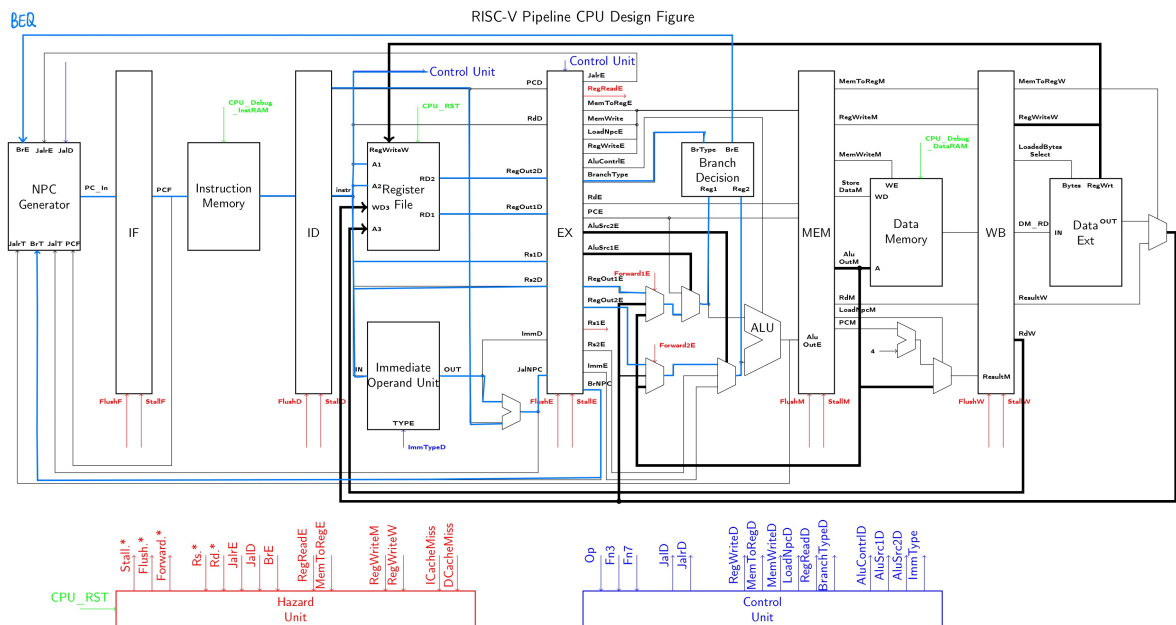 RISC-V Pipeline CPU Design Figure
BEQ
Control Unit
Control Unit
BrE JalrE JalD
NPC
Generator
JalrT BrT JalT PCF
PC_In
IF
FlushF StallF
PCF
CPU_Debug
_InstRAM
Instruction
Memory
ID
FlushD StallD
instr
CPU_RST
RegWriteW
A1
A2
WD3
A3
Register
File
RD2
RD1
IN
Immediate
Operand Unit
OUT
TYPE
ImmTypeD
PCD
RdD
RegOut2D
RegOut1D
Rs1D
Rs2D
ImmD
JalNPC
EX
FlushE StallE
JalrE
RegReadE
MemToRegE
MemWrite
LoadNpcE
RegWriteE
AluContrlE
BranchType
RdE
PCE
AluSrc2E
AluSrc1E
RegOut1E
RegOut2E
Rs1E
Rs2E
ImmE
BrNPC
Forward1E
Forward2E
BrType BrE
Branch
Decision
Reg1 Reg2
ALU
MEM
Alu
OutE
FlushM StallM
MemToRegM
RegWriteM
MemWriteM
Store
DataM
Alu
OutM
RdM
LoadNpcM
PCM
4
CPU_Debug
_DataRAM
WE
WD
Data
Memory
A
WB
ResultM
FlushW StallW
MemToRegW
RegWriteW
LoadedBytes
Select
DM_RD
ResultW
RdW
Bytes RegWrt
OUT
IN
Data
Ext
CPU_RST
Stall.*
Flush.*
Forward.*
Rs.*
Rd.*
JalrE
JalD
BrE
RegReadE
MemToRegE
RegWriteM
RegWriteW
ICacheMiss
DCacheMiss
Hazard
Unit
Op
Fn3
Fn7
JalD
JalrD
RegWriteD
MemToRegD
MemWriteD
LoadNpcD
RegReadD
BranchTypeD
AluContrlD
AluSrc1D
AluSrc2D
ImmType
Control
Unit